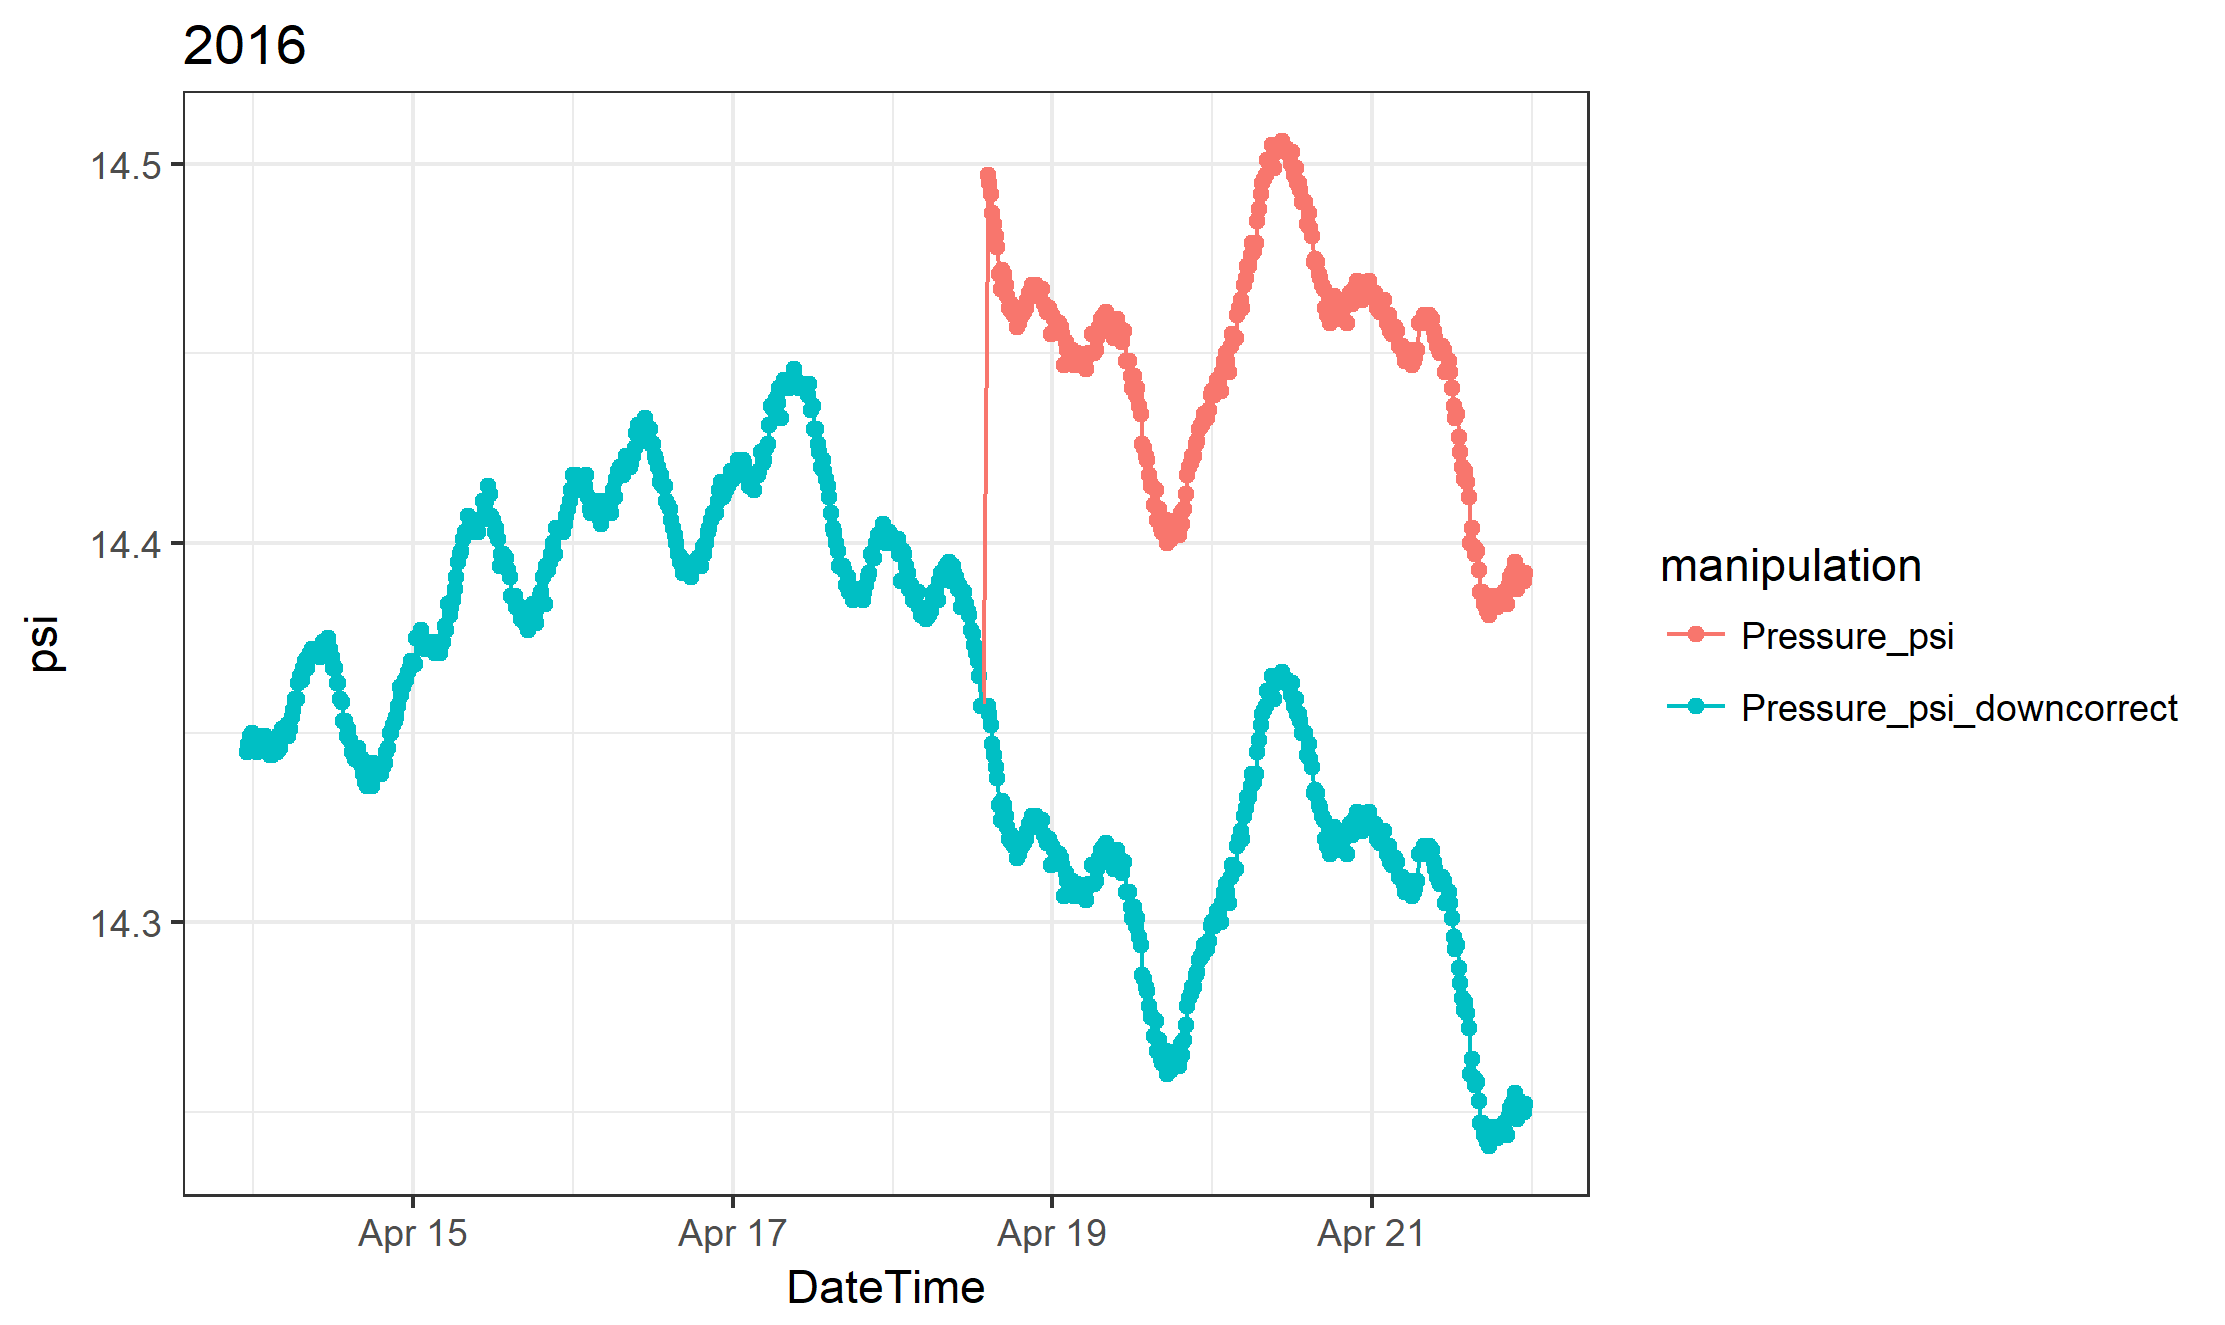 2016
14.5
14.4
14.3
psi
Apr 15
Apr 17
Apr 19
Apr 21
DateTime
manipulation
Pressure_psi
Pressure_psi_downcorrect